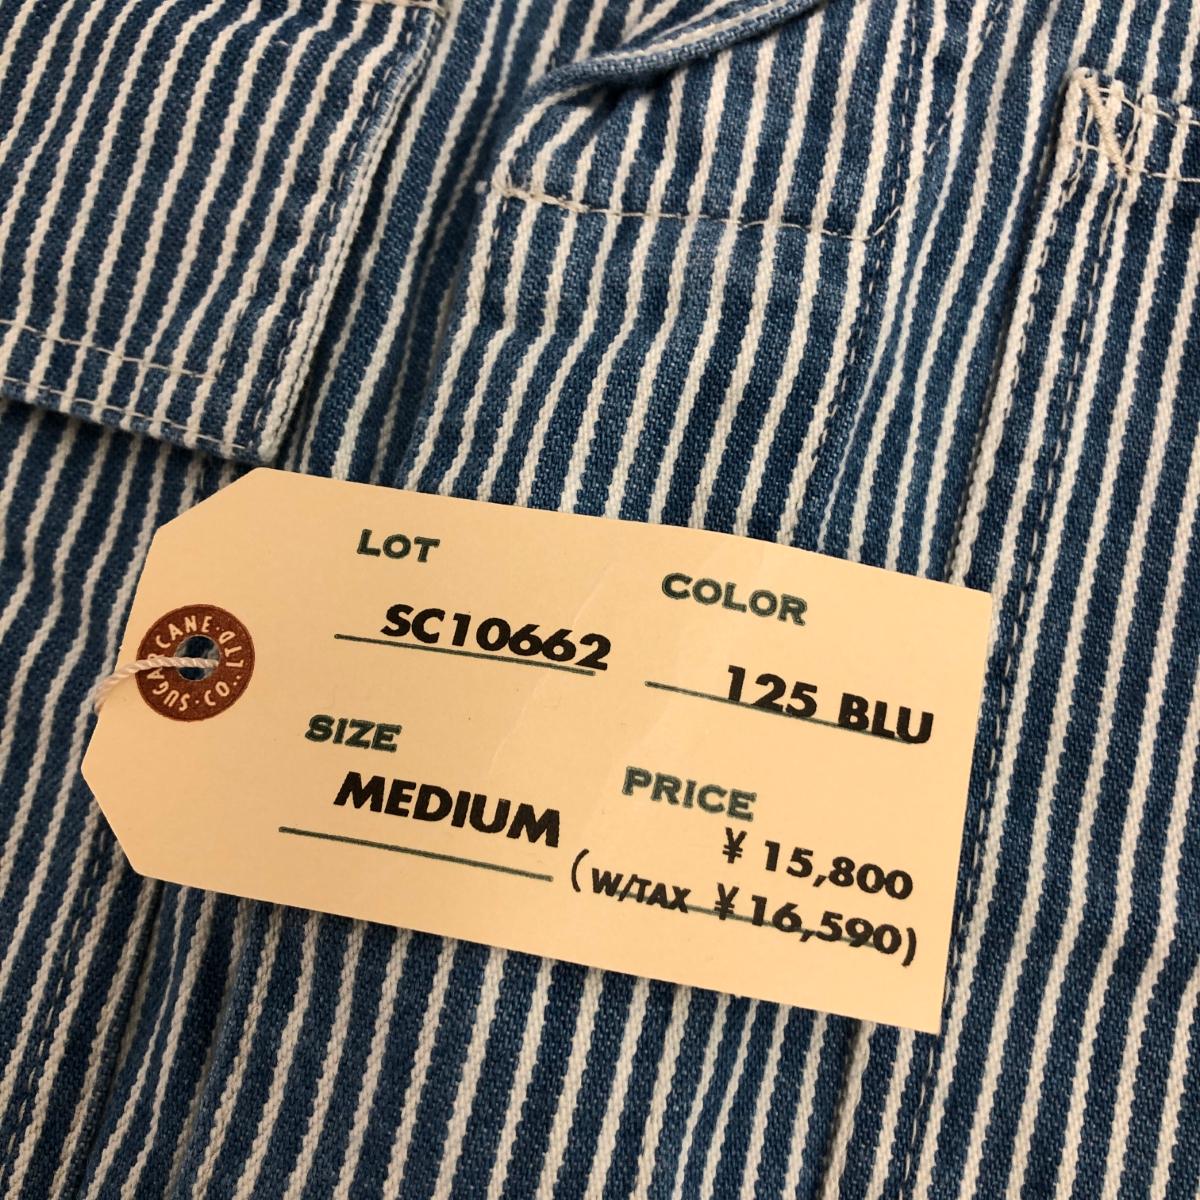 LOT
SC10662
COLOR
125 BLU
SUGAR CANE·CO.·LTD·
SIZE
MEDIUM
PRICE
¥ 15,800
(W/TAX ¥ 16,590)